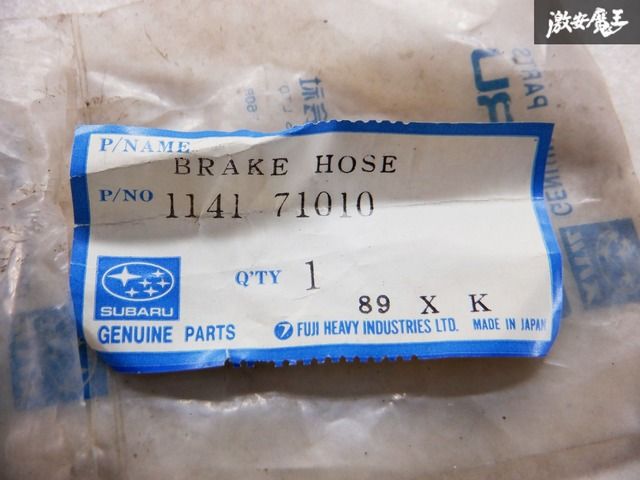 激安魔王
P/NAME
BRAKE HOSE
P/NO 1141 71010
Q'TY 1
SUBARU
89 X K
GENUINE PARTS
FUJI HEAVY INDUSTRIES LTD. MADE IN JAPAN